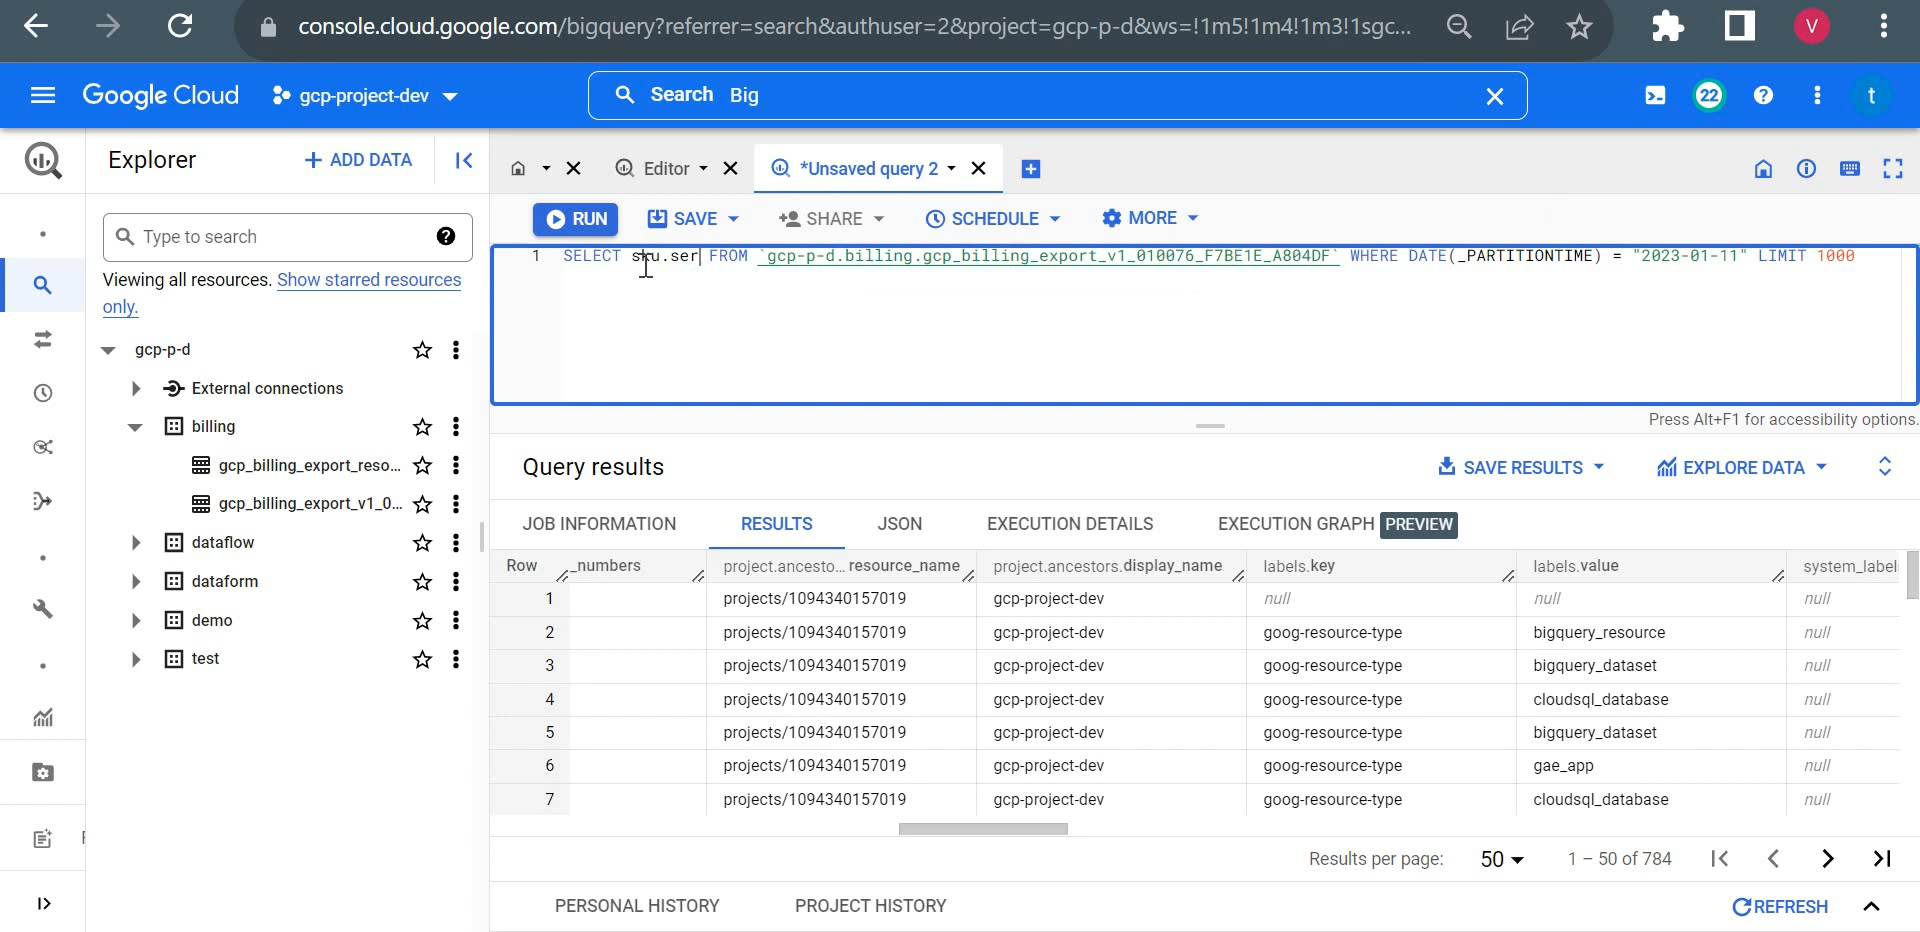 console.cloud.google.com/bigquery?referrer=search&authuser=2&project=gcp-p-d&ws=!1m5!1m4!1m3!1sgc...
V
Google Cloud
gcp-project-dev
Search Big
22
t
Explorer
+ ADD DATA
Editor
*Unsaved query 2
RUN
SAVE
SHARE
SCHEDULE
MORE
Type to search
1 SELECT sku.ser FROM `gcp-p-d.billing.gcp_billing_export_v1_010076_F7BE1E_A804DF` WHERE DATE(_PARTITIONTIME) = "2023-01-11" LIMIT 1000
Viewing all resources. Show starred resources
only.
gcp-p-d
External connections
billing
gcp_billing_export_reso...
gcp_billing_export_v1_0...
dataflow
dataform
demo
test
Press Alt+F1 for accessibility options.
Query results
SAVE RESULTS
EXPLORE DATA
JOB INFORMATION
RESULTS
JSON
EXECUTION DETAILS
EXECUTION GRAPH PREVIEW
Row _numbers project.ancesto... resource_name project.ancestors.display_name labels.key labels.value system_label
1 projects/1094340157019 gcp-project-dev null null null
2 projects/1094340157019 gcp-project-dev goog-resource-type bigquery_resource null
3 projects/1094340157019 gcp-project-dev goog-resource-type bigquery_dataset null
4 projects/1094340157019 gcp-project-dev goog-resource-type cloudsql_database null
5 projects/1094340157019 gcp-project-dev goog-resource-type bigquery_dataset null
6 projects/1094340157019 gcp-project-dev goog-resource-type gae_app null
7 projects/1094340157019 gcp-project-dev goog-resource-type cloudsql_database null
Results per page: 50 1 – 50 of 784
PERSONAL HISTORY
PROJECT HISTORY
REFRESH